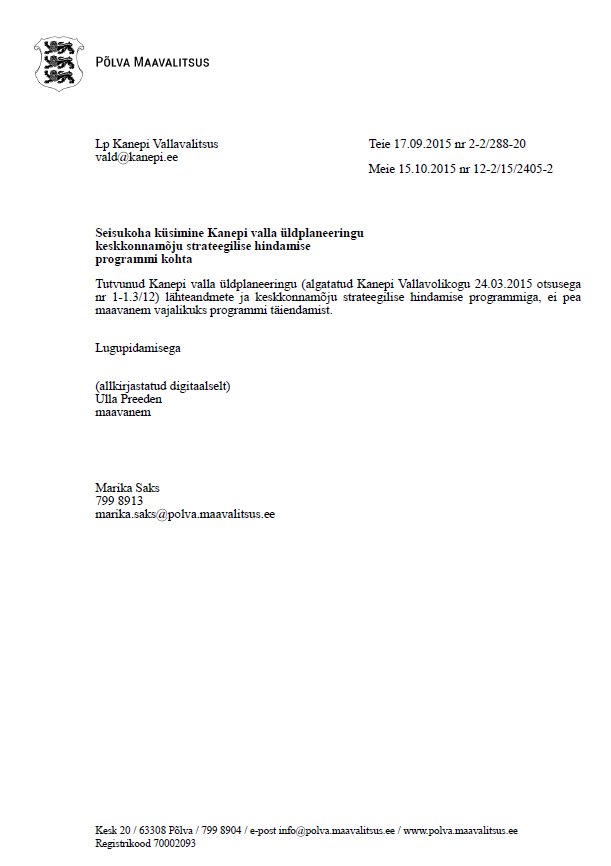 PÕLVA MAAVALITSUS
Lp Kanepi Vallavalitsus
vald@kanepi.ee
Teie 17.09.2015 nr 2-2/288-20
Meie 15.10.2015 nr 12-2/15/2405-2
Seisukoha küsimine Kanepi valla üldplaneeringu
keskkonnamõju strateegilise hindamise
programmi kohta
Tutvunud Kanepi valla üldplaneeringu (algatatud Kanepi Vallavolikogu 24.03.2015 otsusega
nr 1-1.3/12) lähteandmete ja keskkonnamõju strateegilise hindamise programmiga, ei pea
maavanem vajalikuks programmi täiendamist.
Lugupidamisega
(allkirjastatud digitaalselt)
Ulla Preeden
maavanem
Marika Saks
799 8913
marika.saks@polva.maavalitsus.ee
Kesk 20 / 63308 Põlva / 799 8904 / e-post info@polva.maavalitsus.ee / www.polva.maavalitsus.ee
Registrikood 70002093